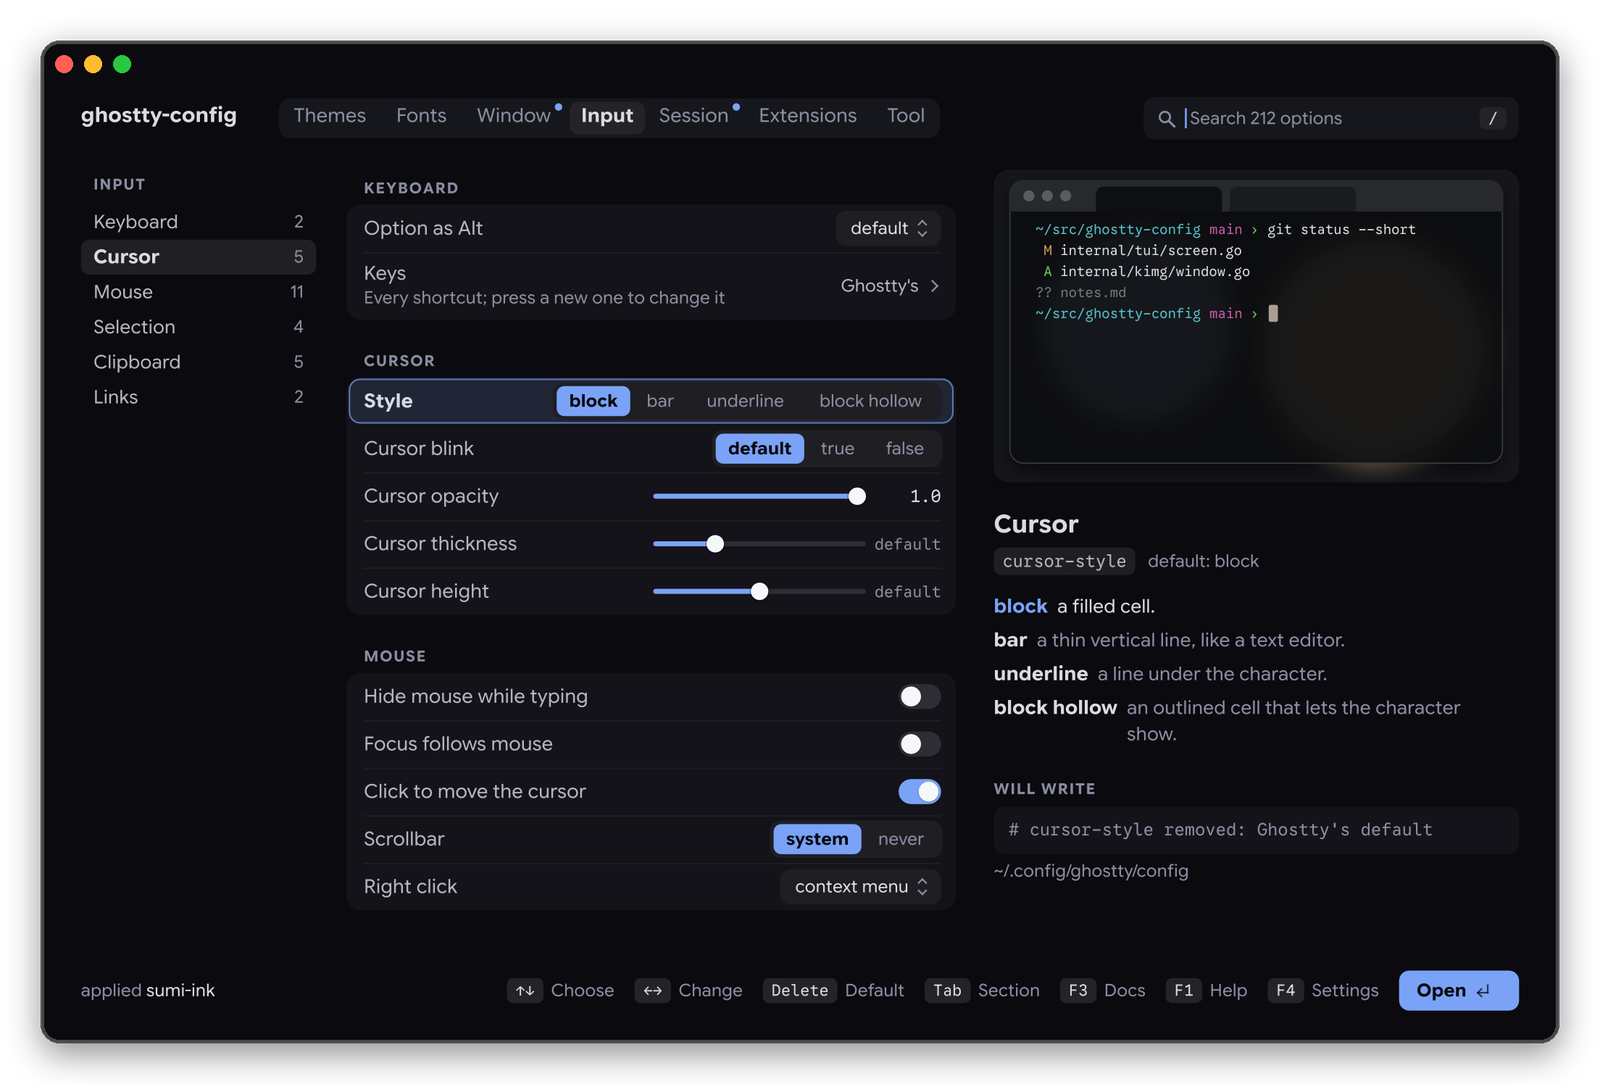 ghostty-config
Themes Fonts Window Input Session Extensions Tool
Search 212 options /
INPUT
Keyboard 2
Cursor 5
Mouse 11
Selection 4
Clipboard 5
Links 2
KEYBOARD
Option as Alt default
Keys
Every shortcut; press a new one to change it
Ghostty's >
CURSOR
Style block bar underline block hollow
Cursor blink default true false
Cursor opacity 1.0
Cursor thickness default
Cursor height default
MOUSE
Hide mouse while typing
Focus follows mouse
Click to move the cursor
Scrollbar system never
Right click context menu
~/src/ghostty-config main › git status --short
M internal/tui/screen.go
A internal/kimg/window.go
?? notes.md
~/src/ghostty-config main ›
Cursor
cursor-style default: block
block a filled cell.
bar a thin vertical line, like a text editor.
underline a line under the character.
block hollow an outlined cell that lets the character
show.
WILL WRITE
# cursor-style removed: Ghostty's default
~/.config/ghostty/config
applied sumi-ink
↑↓ Choose ↔ Change Delete Default Tab Section F3 Docs F1 Help F4 Settings Open ↵